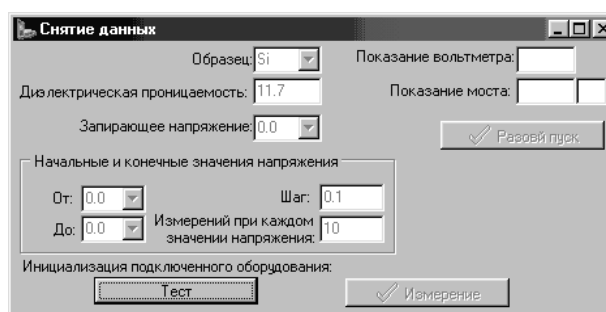 Снятие данных
Образец: Si
Показание вольтметра:
Диэлектрическая проницаемость: 11.7
Показание моста:
Запирающее напряжение: 0.0
Разовй пуск
Начальные и конечные значения напряжения
От: 0.0
Шаг: 0.1
До: 0.0
Измерений при каждом
значении напряжения: 10
Инициализация подключенного оборудования:
Тест
Измерение